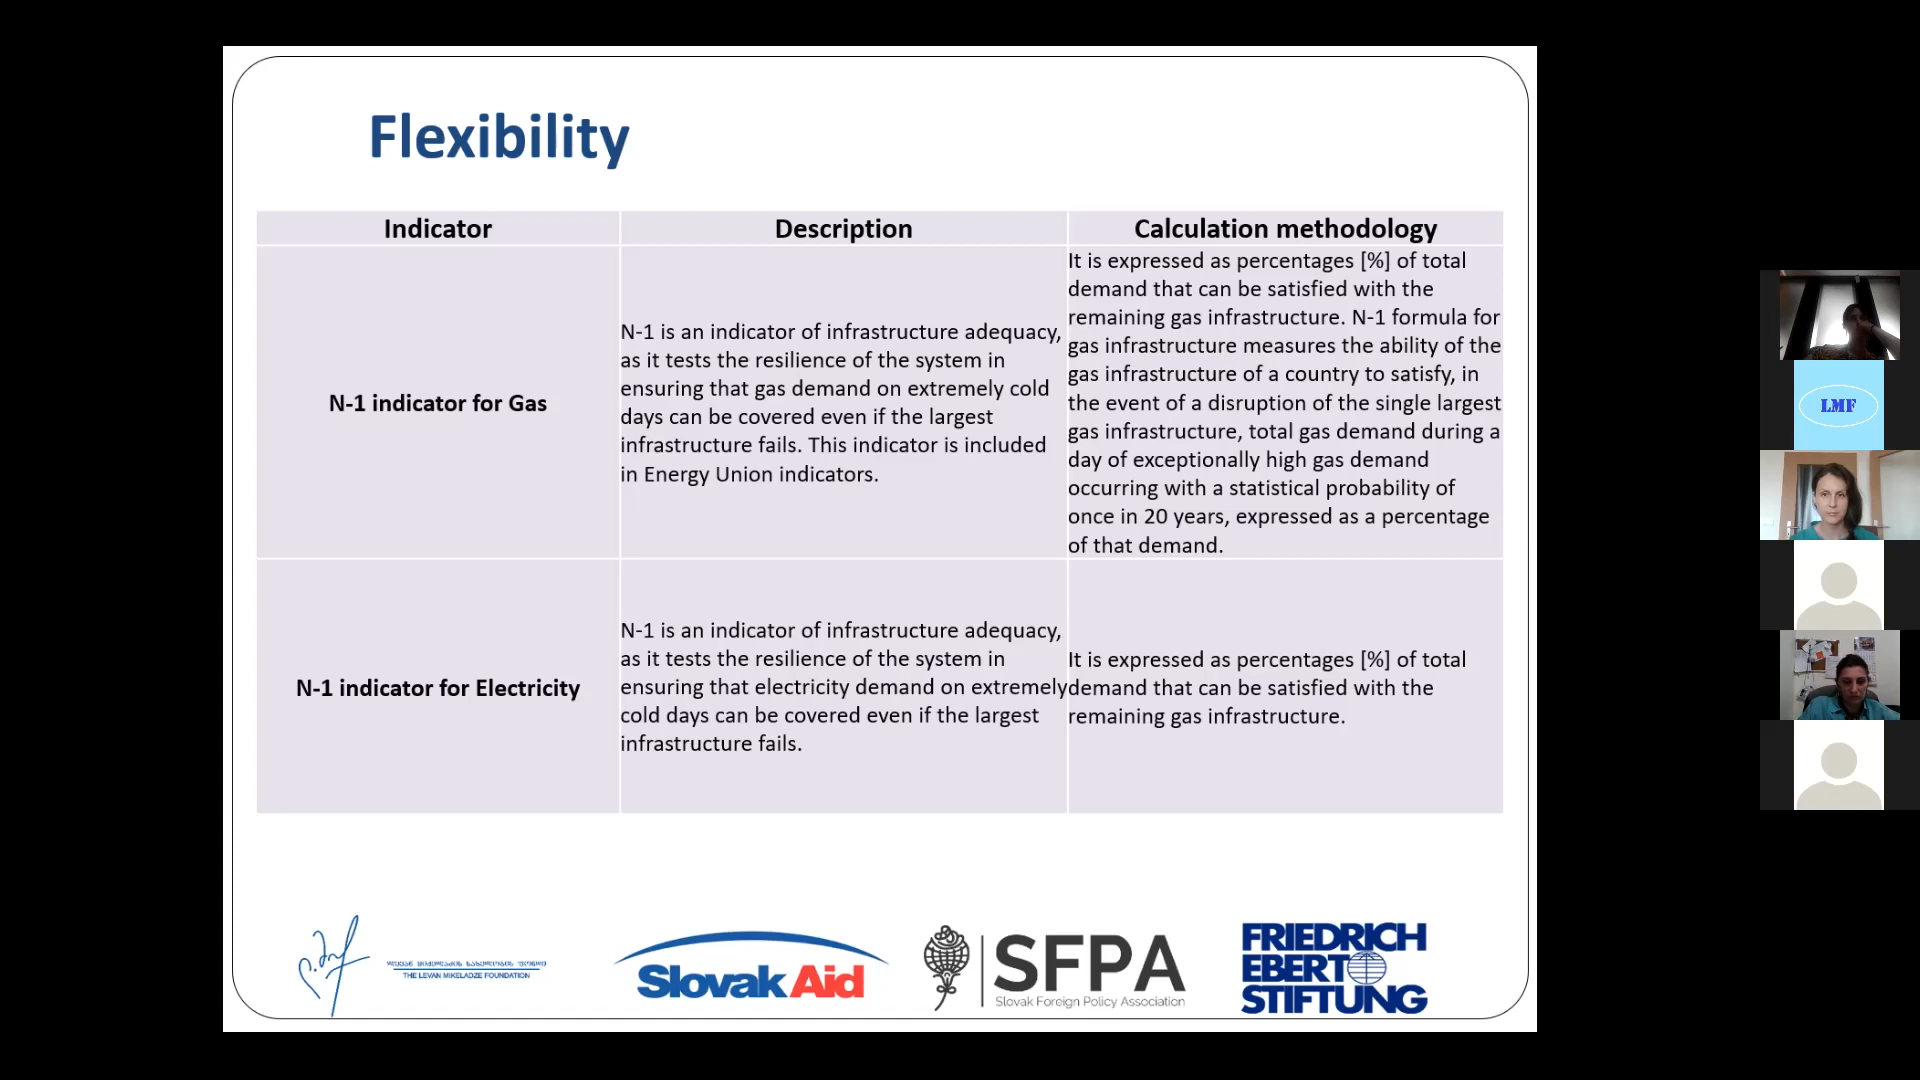 Flexibility
Indicator
Description
Calculation methodology
N-1 indicator for Gas
N-1 is an indicator of infrastructure adequacy,
as it tests the resilience of the system in
ensuring that gas demand on extremely cold
days can be covered even if the largest
infrastructure fails. This indicator is included
in Energy Union indicators.
It is expressed as percentages [%] of total
demand that can be satisfied with the
remaining gas infrastructure. N-1 formula for
gas infrastructure measures the ability of the
gas infrastructure of a country to satisfy, in
the event of a disruption of the single largest
gas infrastructure, total gas demand during a
day of exceptionally high gas demand
occurring with a statistical probability of
once in 20 years, expressed as a percentage
of that demand.
N-1 indicator for Electricity
N-1 is an indicator of infrastructure adequacy,
as it tests the resilience of the system in
ensuring that electricity demand on extremely
cold days can be covered even if the largest
infrastructure fails.
It is expressed as percentages [%] of total
demand that can be satisfied with the
remaining gas infrastructure.
THE LEVAN MIKELADZE FOUNDATION
SlovakAid
SFPA
Slovak Foreign Policy Association
FRIEDRICH
EBERT
STIFTUNG
LMF